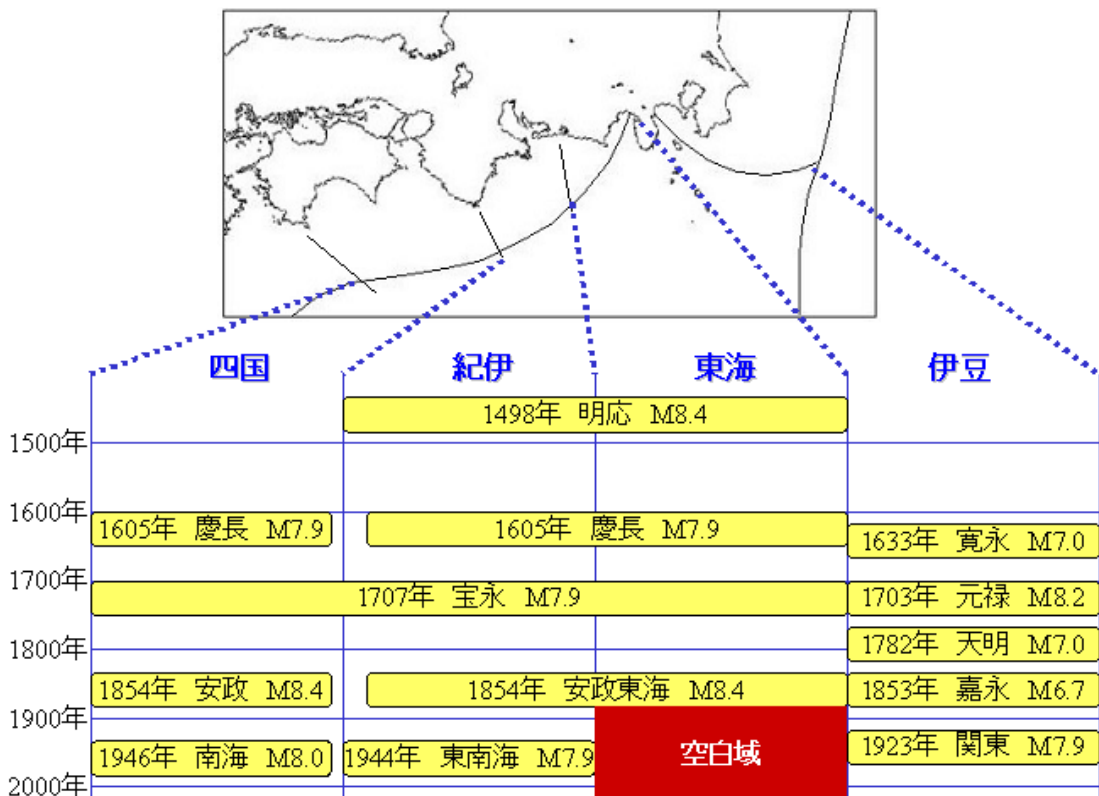 四国 紀伊 東海 伊豆
1498年 明応 M8.4
1500年
1600年
1605年 慶長 M7.9 1605年 慶長 M7.9
1633年 寛永 M7.0
1700年
1707年 宝永 M7.9 1703年 元禄 M8.2
1782年 天明 M7.0
1800年
1854年 安政 M8.4 1854年 安政東海 M8.4 1853年 嘉永 M6.7
1900年
1946年 南海 M8.0 1944年 東南海 M7.9 空白域 1923年 関東 M7.9
2000年